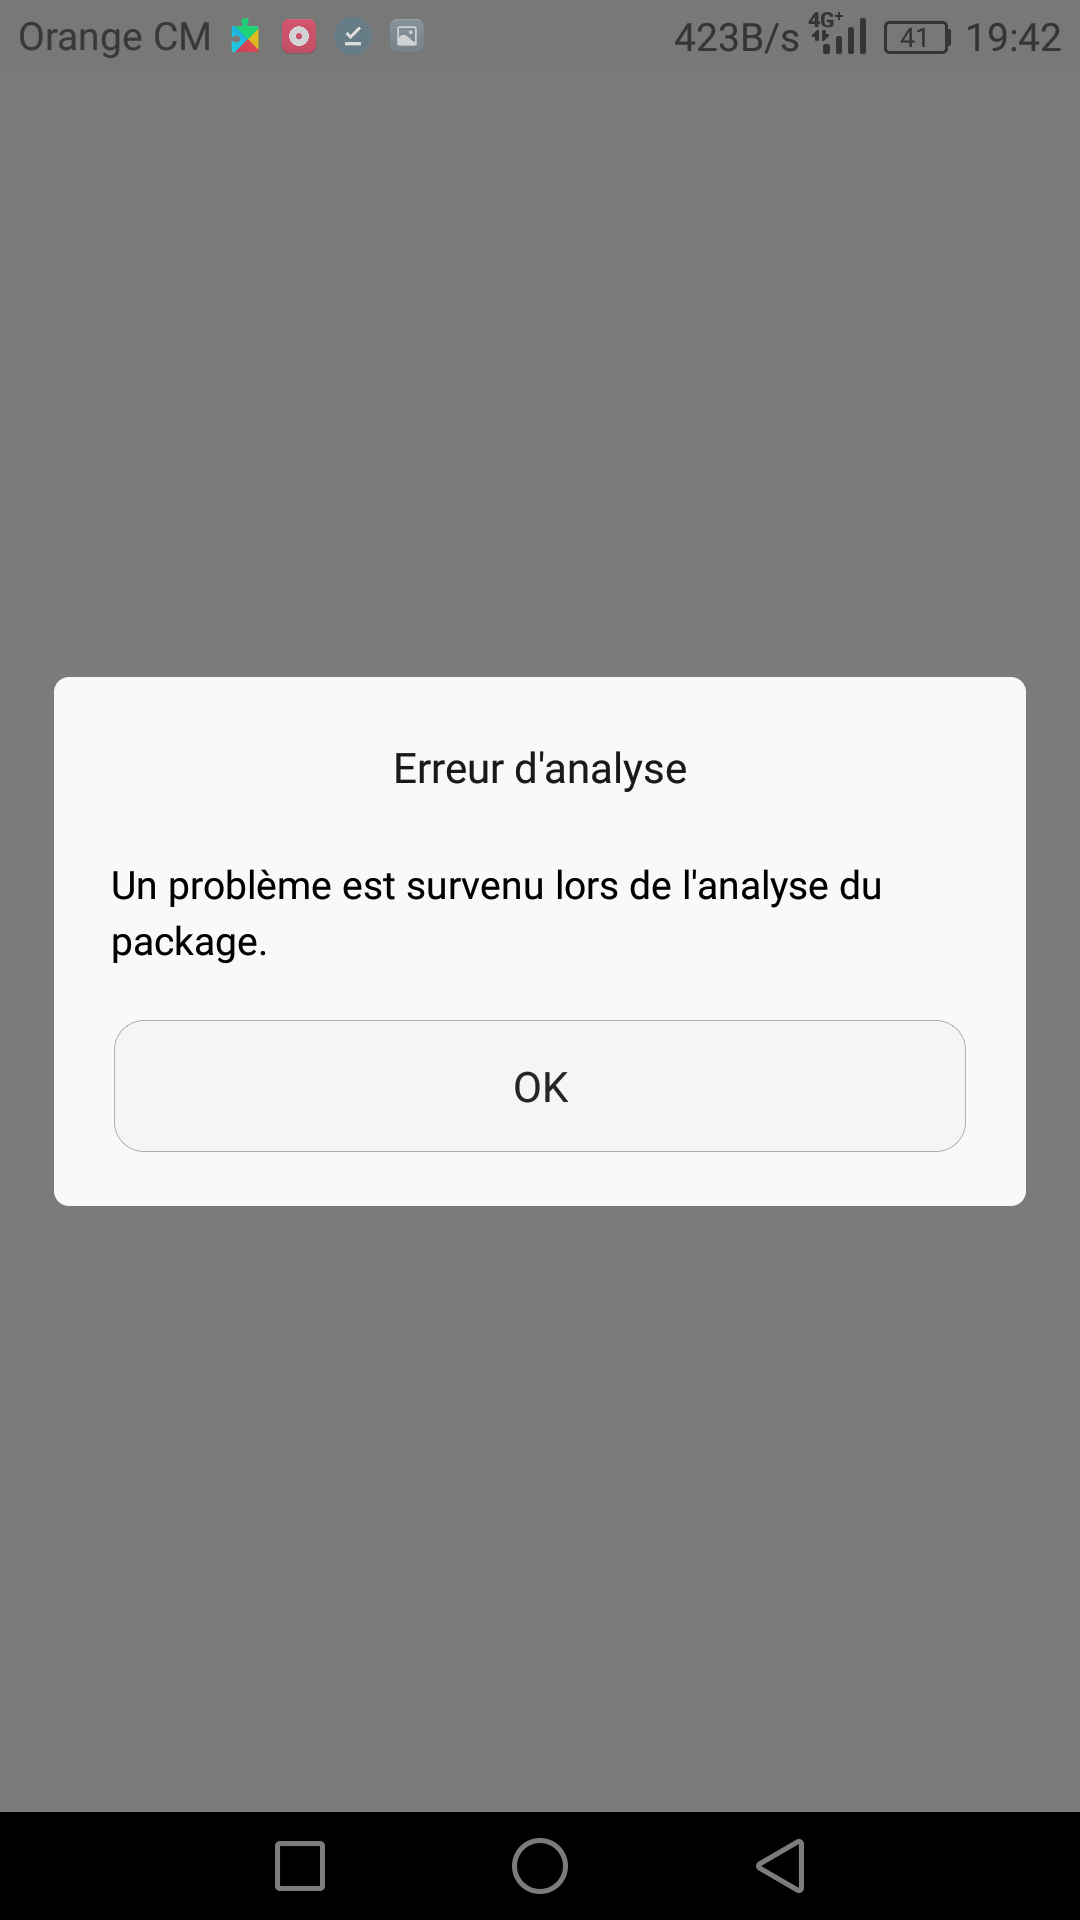 Orange CM 423B/s 4G+ 41 19:42
Erreur d'analyse
Un problème est survenu lors de l'analyse du
package.
OK